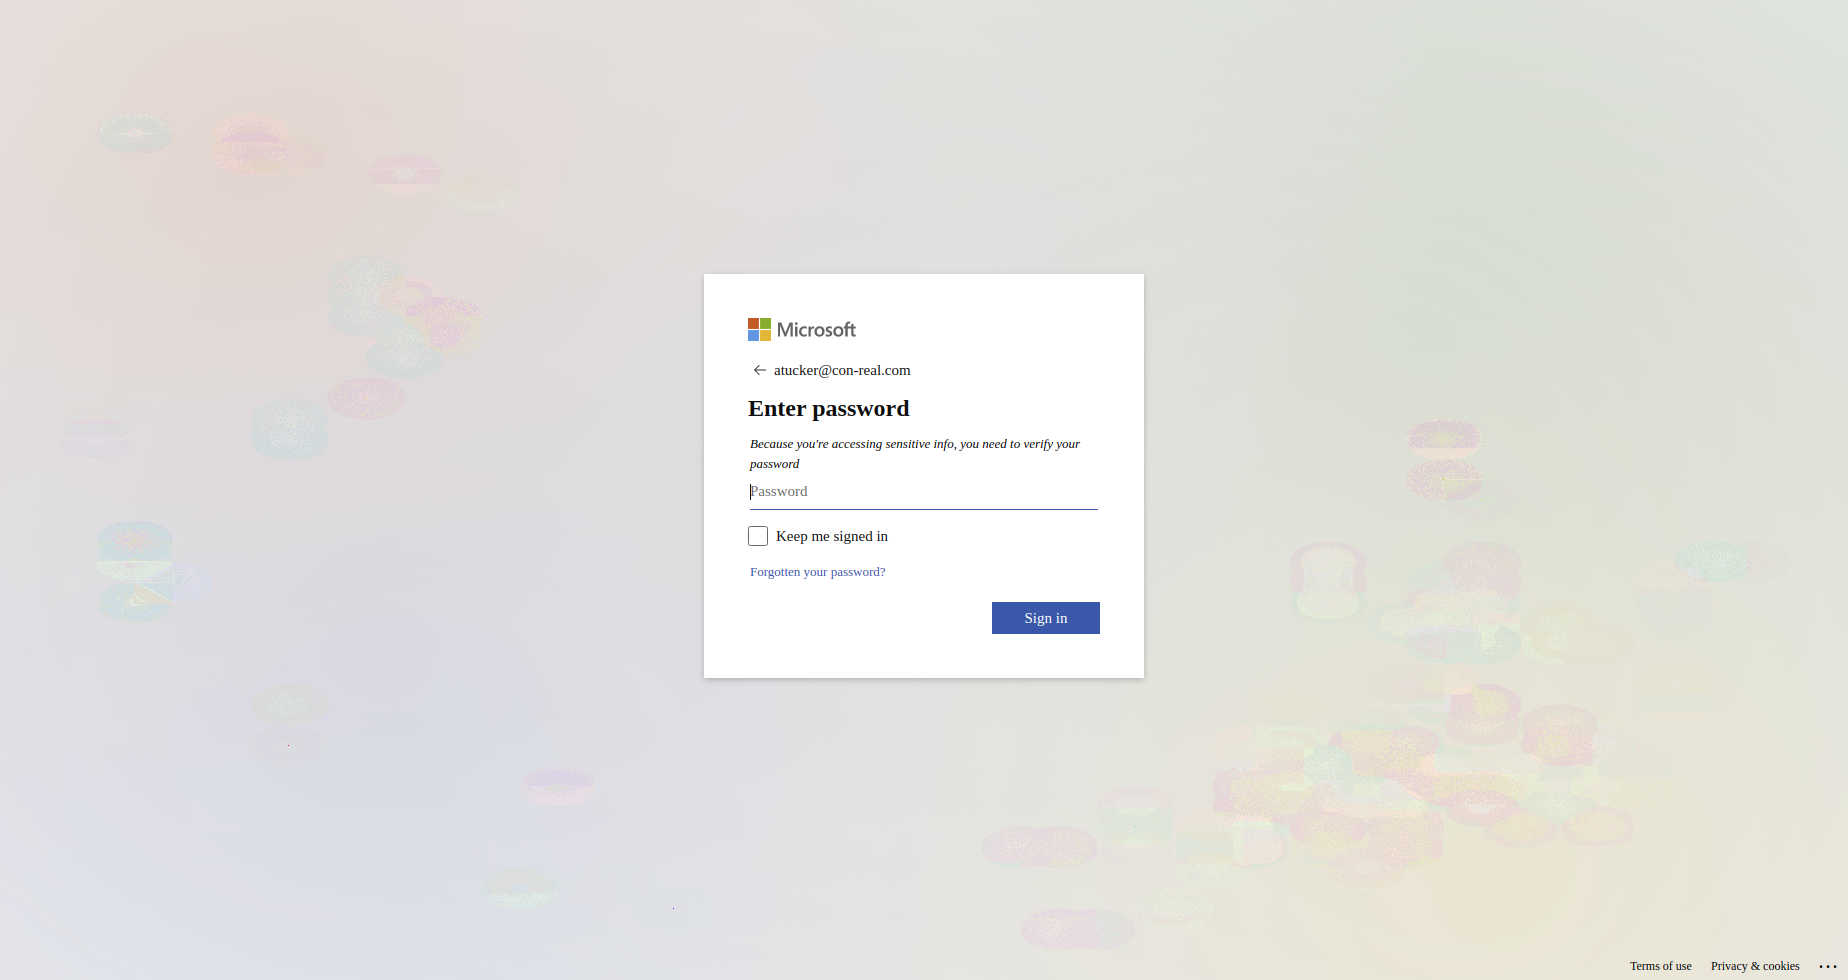 Microsoft
atucker@con-real.com
Enter password
Because you're accessing sensitive info, you need to verify your
password
Password
Keep me signed in
Forgotten your password?
Sign in
Terms of use Privacy & cookies ...